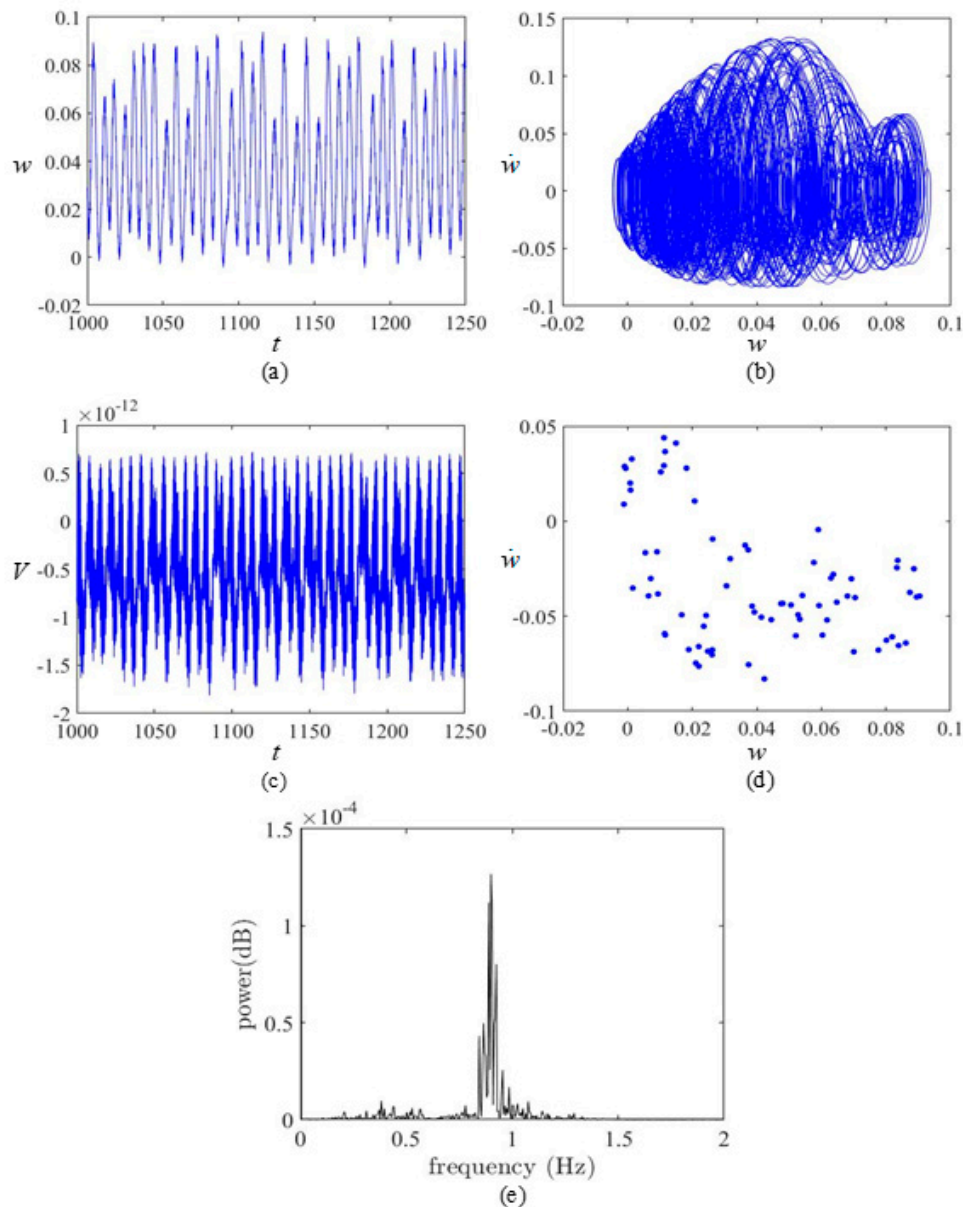 0.1
0.08
0.06
w
0.04
0.02
0
-0.02
1000 1050 1100 1150 1200 1250
t
(a)
0.15
0.1
0.05
ẇ
0
-0.05
-0.1
-0.02 0 0.02 0.04 0.06 0.08 0.1
w
(b)
×10⁻¹²
1
0.5
0
V
-0.5
-1
-1.5
-2
1000 1050 1100 1150 1200 1250
t
(c)
0.05
0
ẇ
-0.05
-0.1
-0.02 0 0.02 0.04 0.06 0.08 0.1
w
(d)
×10⁻⁴
1.5
1
0.5
0
power(dB)
0 0.5 1 1.5 2
frequency (Hz)
(e)